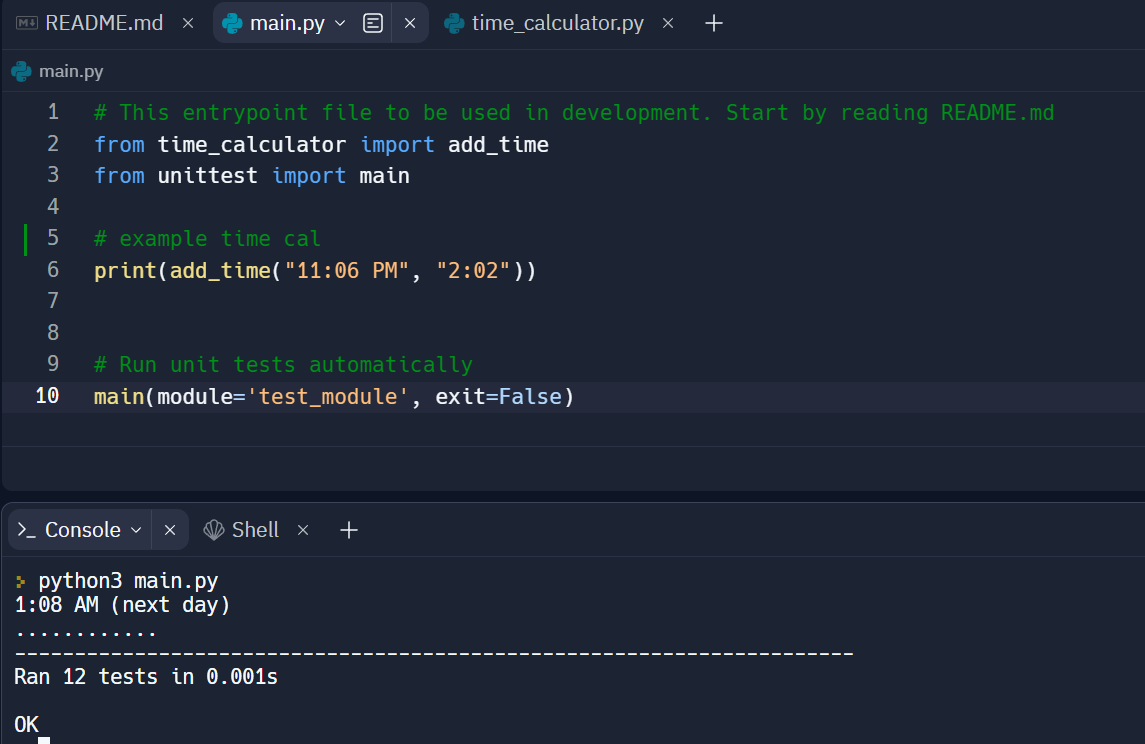 README.md × main.py × time_calculator.py × +
main.py
1 # This entrypoint file to be used in development. Start by reading README.md
2 from time_calculator import add_time
3 from unittest import main
4
5 # example time cal
6 print(add_time("11:06 PM", "2:02"))
7
8
9 # Run unit tests automatically
10 main(module='test_module', exit=False)
>_ Console × Shell × +
python3 main.py
1:08 AM (next day)
............
----------------------------------------------------------------------
Ran 12 tests in 0.001s
OK